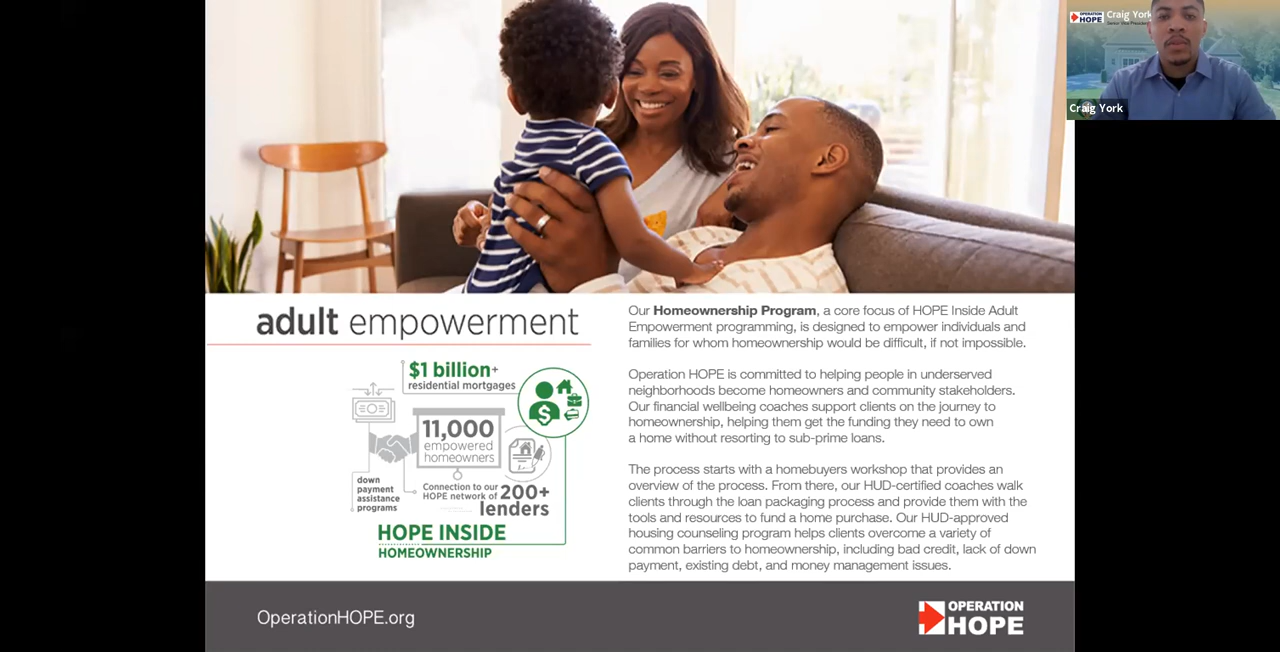 OPERATION
HOPE
Craig York
Senior Vice President
Craig York
adult empowerment
$1 billion+
residential mortgages
11,000
empowered
homeowners
down
payment
assistance
programs
Connection to our
HOPE network of 200+
lenders
HOPE INSIDE
HOMEOWNERSHIP
Our Homeownership Program, a core focus of HOPE Inside Adult
Empowerment programming, is designed to empower individuals and
families for whom homeownership would be difficult, if not impossible.
Operation HOPE is committed to helping people in underserved
neighborhoods become homeowners and community stakeholders.
Our financial wellbeing coaches support clients on the journey to
homeownership, helping them get the funding they need to own
a home without resorting to sub-prime loans.
The process starts with a homebuyers workshop that provides an
overview of the process. From there, our HUD-certified coaches walk
clients through the loan packaging process and provide them with the
tools and resources to fund a home purchase. Our HUD-approved
housing counseling program helps clients overcome a variety of
common barriers to homeownership, including bad credit, lack of down
payment, existing debt, and money management issues.
OperationHOPE.org
OPERATION
HOPE